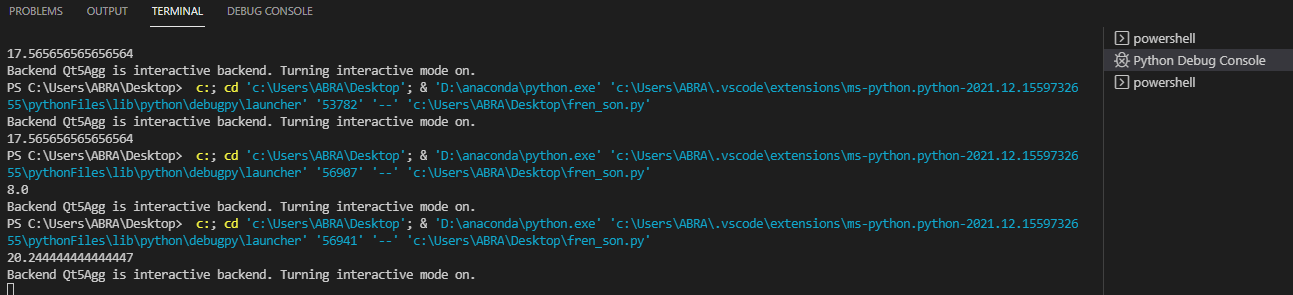 PROBLEMS OUTPUT TERMINAL DEBUG CONSOLE
17.565656565656564
Backend Qt5Agg is interactive backend. Turning interactive mode on.
PS C:\Users\ABRA\Desktop>  c:; cd 'c:\Users\ABRA\Desktop'; & 'D:\anaconda\python.exe' 'c:\Users\ABRA\.vscode\extensions\ms-python.python-2021.12.15597326
55\pythonFiles\lib\python\debugpy\launcher' '53782' '--' 'c:\Users\ABRA\Desktop\fren_son.py'
Backend Qt5Agg is interactive backend. Turning interactive mode on.
17.565656565656564
PS C:\Users\ABRA\Desktop>  c:; cd 'c:\Users\ABRA\Desktop'; & 'D:\anaconda\python.exe' 'c:\Users\ABRA\.vscode\extensions\ms-python.python-2021.12.15597326
55\pythonFiles\lib\python\debugpy\launcher' '56907' '--' 'c:\Users\ABRA\Desktop\fren_son.py'
8.0
Backend Qt5Agg is interactive backend. Turning interactive mode on.
PS C:\Users\ABRA\Desktop>  c:; cd 'c:\Users\ABRA\Desktop'; & 'D:\anaconda\python.exe' 'c:\Users\ABRA\.vscode\extensions\ms-python.python-2021.12.15597326
55\pythonFiles\lib\python\debugpy\launcher' '56941' '--' 'c:\Users\ABRA\Desktop\fren_son.py'
20.244444444444447
Backend Qt5Agg is interactive backend. Turning interactive mode on.
powershell
Python Debug Console
powershell